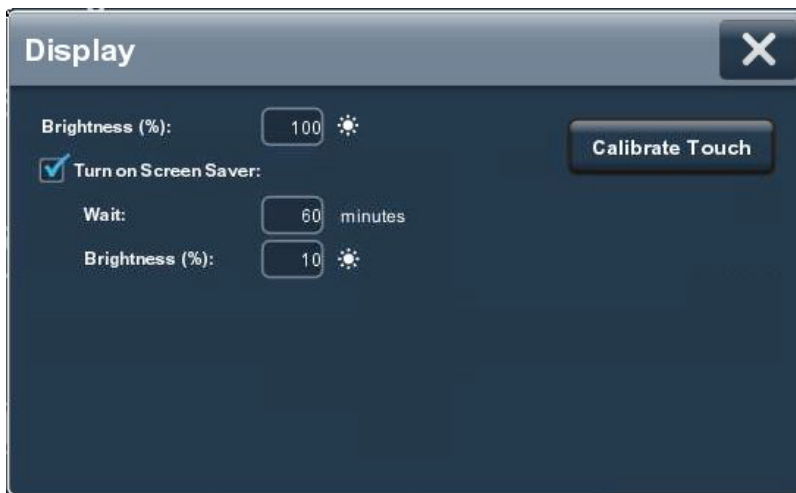 Display
Brightness (%): 100
Calibrate Touch
Turn on Screen Saver:
Wait: 60 minutes
Brightness (%): 10